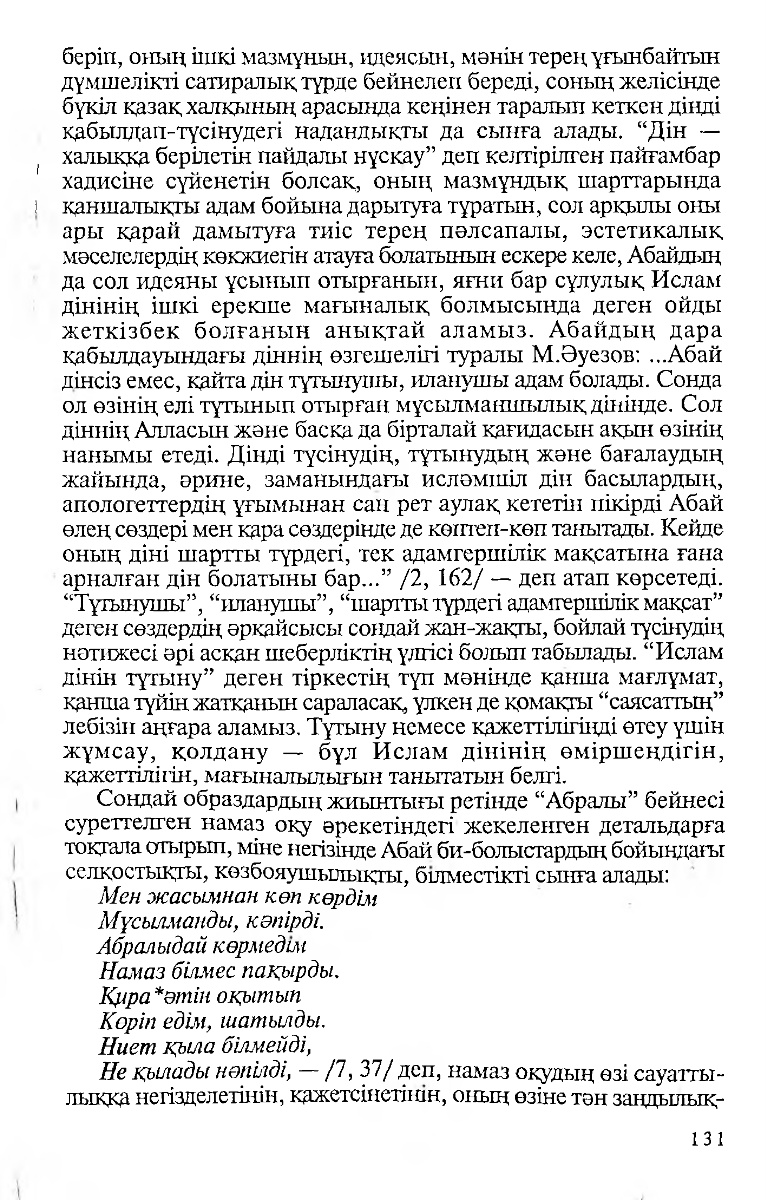 беріп, оның ішкі мазмұнын, идеясын, мәнін терең ұғынбайтын
дүмшелікті сатиралық түрде бейнелеп береді, соның желісінде
бүкіл қазақ халқының арасында кеңінен таралып кеткен дінді
қабылдап-түсінудегі надандықты да сынға алады. “Дін —
халыққа берілетін пайдалы нұсқау” деп келтірілген пайғамбар
хадисіне сүйенетін болсақ, оның мазмұндық шарттарында
қаншалықты адам бойына дарытуға тұратын, сол арқылы оны
ары қарай дамытуға тиіс терең пәлсапалы, эстетикалық
мәселелердің көкжиегін атауға болатынын ескере келе, Абайдың
да сол идеяны ұсынып отырғанын, яғни бар сұлулық Ислам
дінінің ішкі ерекше мағыналық болмысында деген ойды
жеткізбек болғанын анықтай аламыз. Абайдың дара
қабылдауындағы діннің өзгешелігі туралы М.Әуезов: ...Абай
дінсіз емес, қайта дін тұтынушы, иланушы адам болады. Сонда
ол өзінің елі тұтынып отырған мұсылманшылық дінінде. Сол
діннің Алласын және басқа да бірталай қағидасын ақын өзінің
нанымы етеді. Дінді түсінудің, тұтынудың және бағалаудың
жайында, әрине, заманындағы исләмшіл дін басылардың,
апологеттердің ұғымынан сан рет аулақ кететін пікірді Абай
өлең сөздері мен қара сөздерінде де көптеп-көп танытады. Кейде
оның діні шартты түрдегі, тек адамгершілік мақсатына ғана
арналған дін болатыны бар...” /2, 162/ — деп атап көрсетеді.
“Тұтынушы”, “иланушы”, “шартты түрдегі адамгершілік мақсат”
деген сөздердің әрқайсысы сондай жан-жақты, бойлай түсінудің
нәтижесі әрі асқан шеберліктің үлгісі болып табылады. “Ислам
дінін тұтыну” деген тіркестің түп мәнінде қанша мағлұмат,
қанша түйін жатқанын сараласақ, үлкен де қомақты “саясаттың”
лебізін аңғара аламыз. Тұтыну немесе қажеттілігіңді өтеу үшін
жұмсау, қолдану — бұл Ислам дінінің өміршеңдігін,
қажеттілігін, мағыналылығын танытатын белгі.
Сондай образдардың жиынтығы ретінде “Абралы” бейнесі
суреттелген намаз оқу әрекетіндегі жекеленген детальдарға
тоқтала отырып, міне негізінде Абай би-болыстардың бойындағы
селқостықты, көзбояушылықты, білместікті сынға алады:
Мен жасымнан көп көрдім
Мұсылманды, кәпірді.
Абралыдай көрмедім
Намаз білмес пақырды.
Қира*әтін оқытып
Көріп едім, шатылды.
Ниет қыла білмейді,
Не қылады нәпілді, — /7, 37/ деп, намаз оқудың өзі сауатты-
лыққа негізделетінін, қажетсінетінін, оның өзіне тән заңдылық-
131